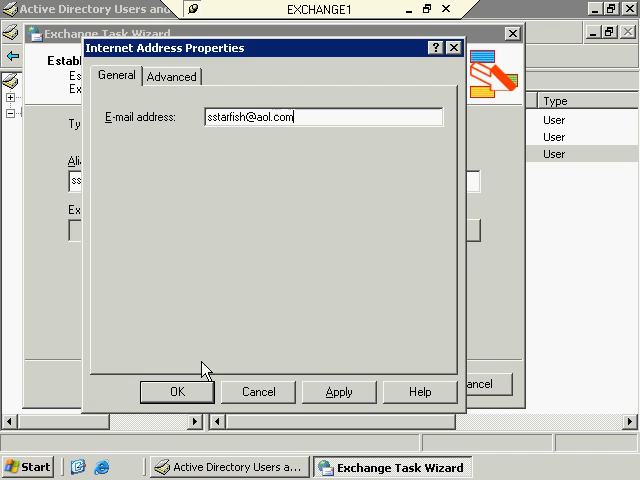 Active Directory Users and
EXCHANGE1
Exchange Task Wizard
Internet Address Properties
Establ
Es
Ex
General
Advanced
E-mail address:
sstarfish@aol.com
Type
User
User
User
Ty
Alia
ss
Ex
OK
Cancel
Apply
Help
ancel
Start
Active Directory Users a...
Exchange Task Wizard